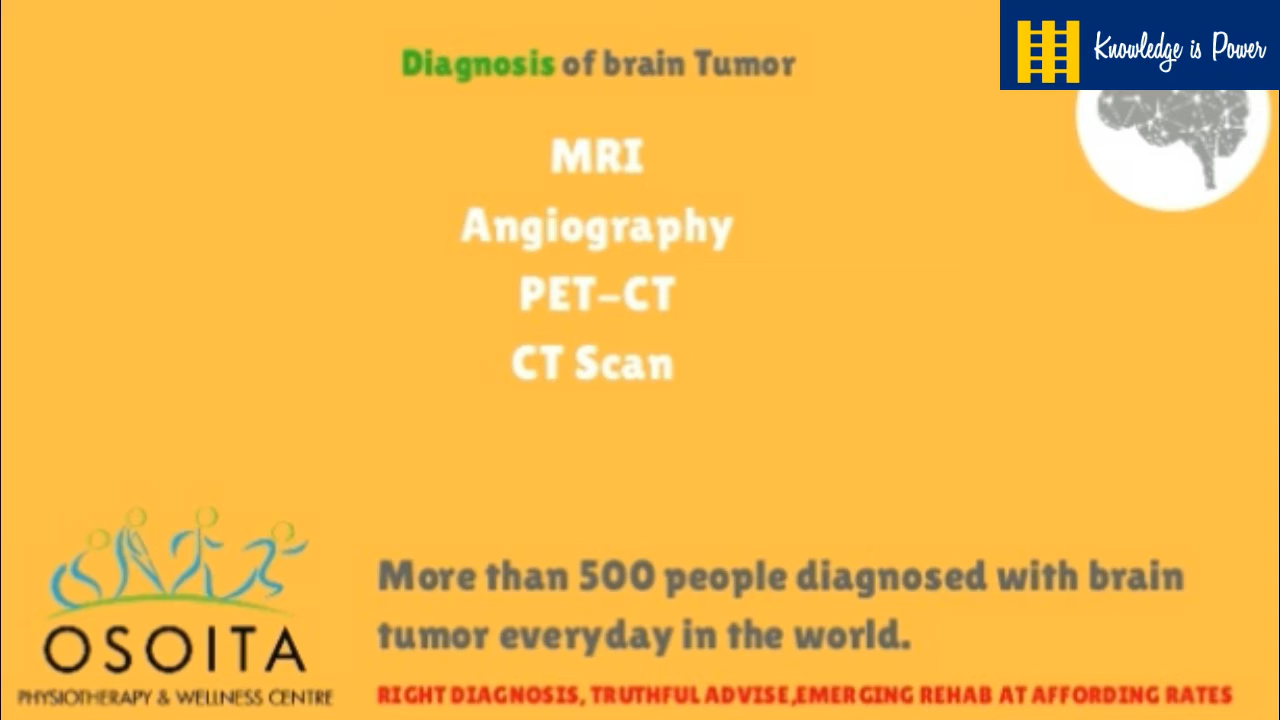 Knowledge is Power
Diagnosis of brain Tumor
MRI
Angiography
PET-CT
CT Scan
More than 500 people diagnosed with brain
tumor everyday in the world.
OSOITA
PHYSIOTHERAPY & WELLNESS CENTRE
RIGHT DIAGNOSIS, TRUTHFUL ADVISE,EMERGING REHAB AT AFFORDING RATES